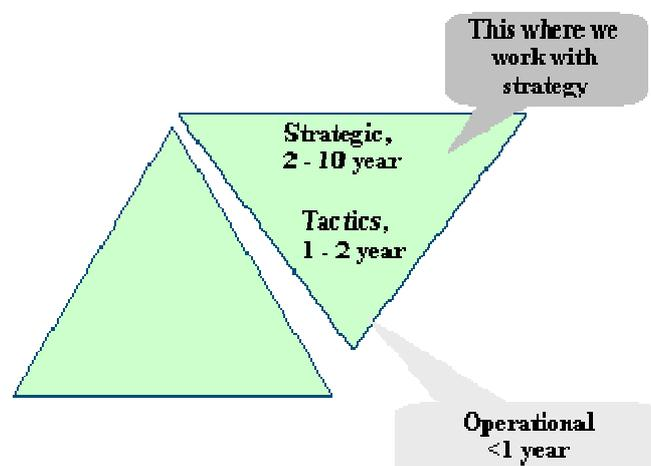 This where we
work with
strategy
Strategic,
2 - 10 year
Tactics,
1 - 2 year
Operational
<1 year